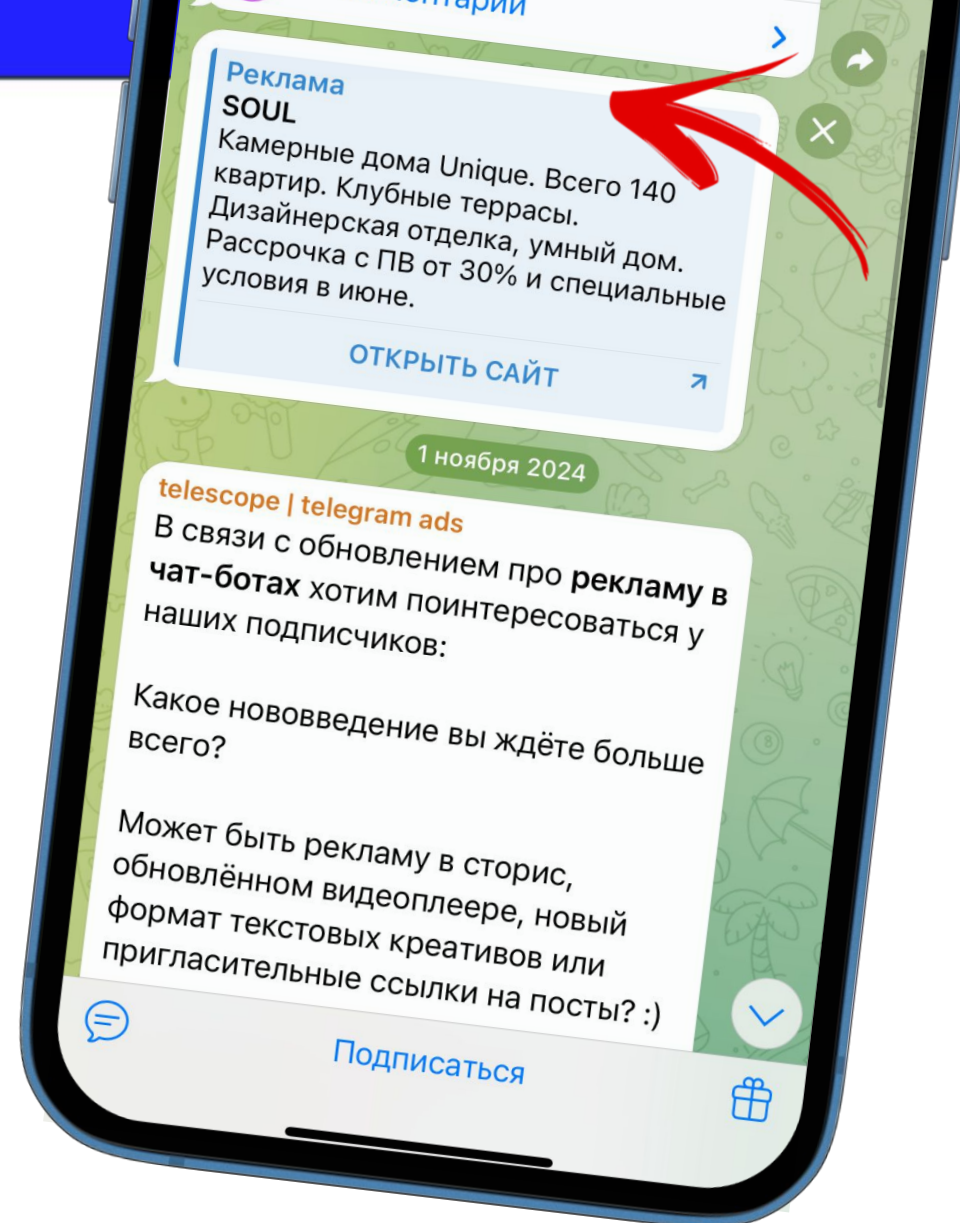 Реклама
SOUL
Камерные дома Unique. Всего 140
квартир. Клубные террасы.
Дизайнерская отделка, умный дом.
Рассрочка с ПВ от 30% и специальные
условия в июне.
ОТКРЫТЬ САЙТ
1 ноября 2024
telescope | telegram ads
В связи с обновлением про рекламу в
чат-ботах хотим поинтересоваться у
наших подписчиков:
Какое нововведение вы ждёте больше
всего?
Может быть рекламу в сторис,
обновлённом видеоплеере, новый
формат текстовых креативов или
пригласительные ссылки на посты? :)
Подписаться